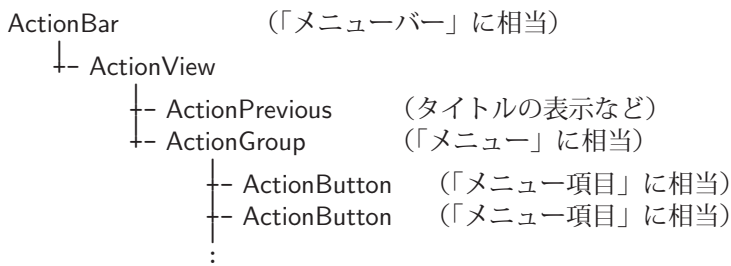 ActionBar （「メニューバー」に相当）
ActionView
ActionPrevious （タイトルの表示など）
ActionGroup （「メニュー」に相当）
ActionButton （「メニュー項目」に相当）
ActionButton （「メニュー項目」に相当）
⋮